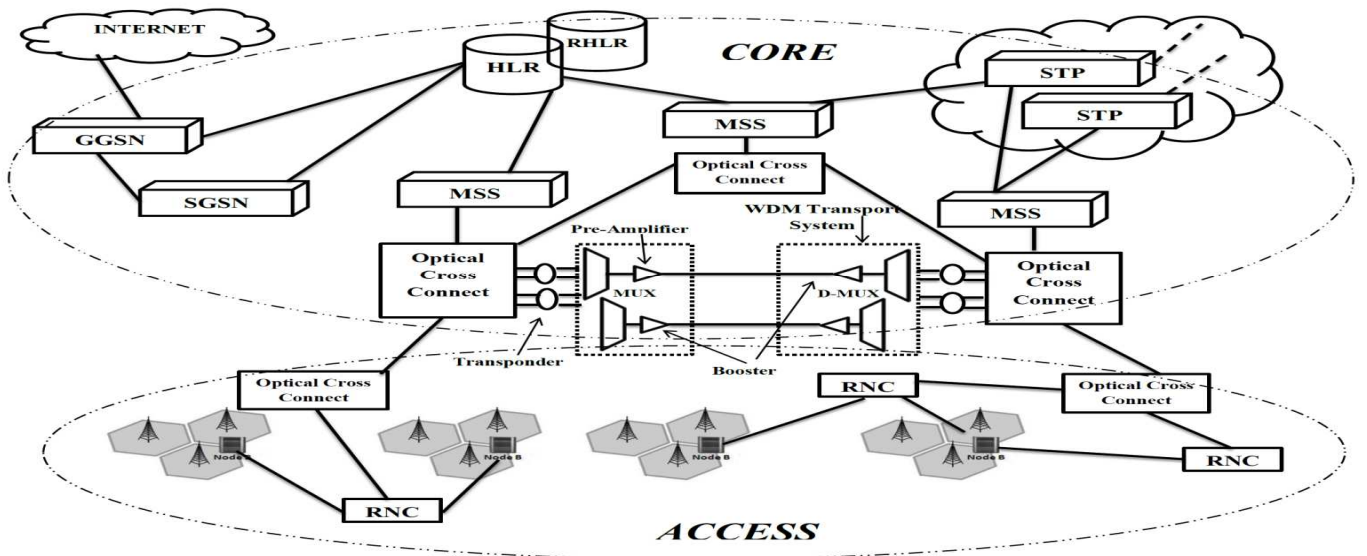 INTERNET
RHLR
HLR
CORE
STP
STP
GGSN
MSS
Optical Cross
Connect
SGSN
MSS
MSS
WDM Transport
System
Pre-Amplifier
Optical
Cross
Connect
MUX
D-MUX
Optical
Cross
Connect
Transponder
Booster
Optical Cross
Connect
RNC
Optical Cross
Connect
Node B
Node B
Node B
Node B
RNC
RNC
ACCESS